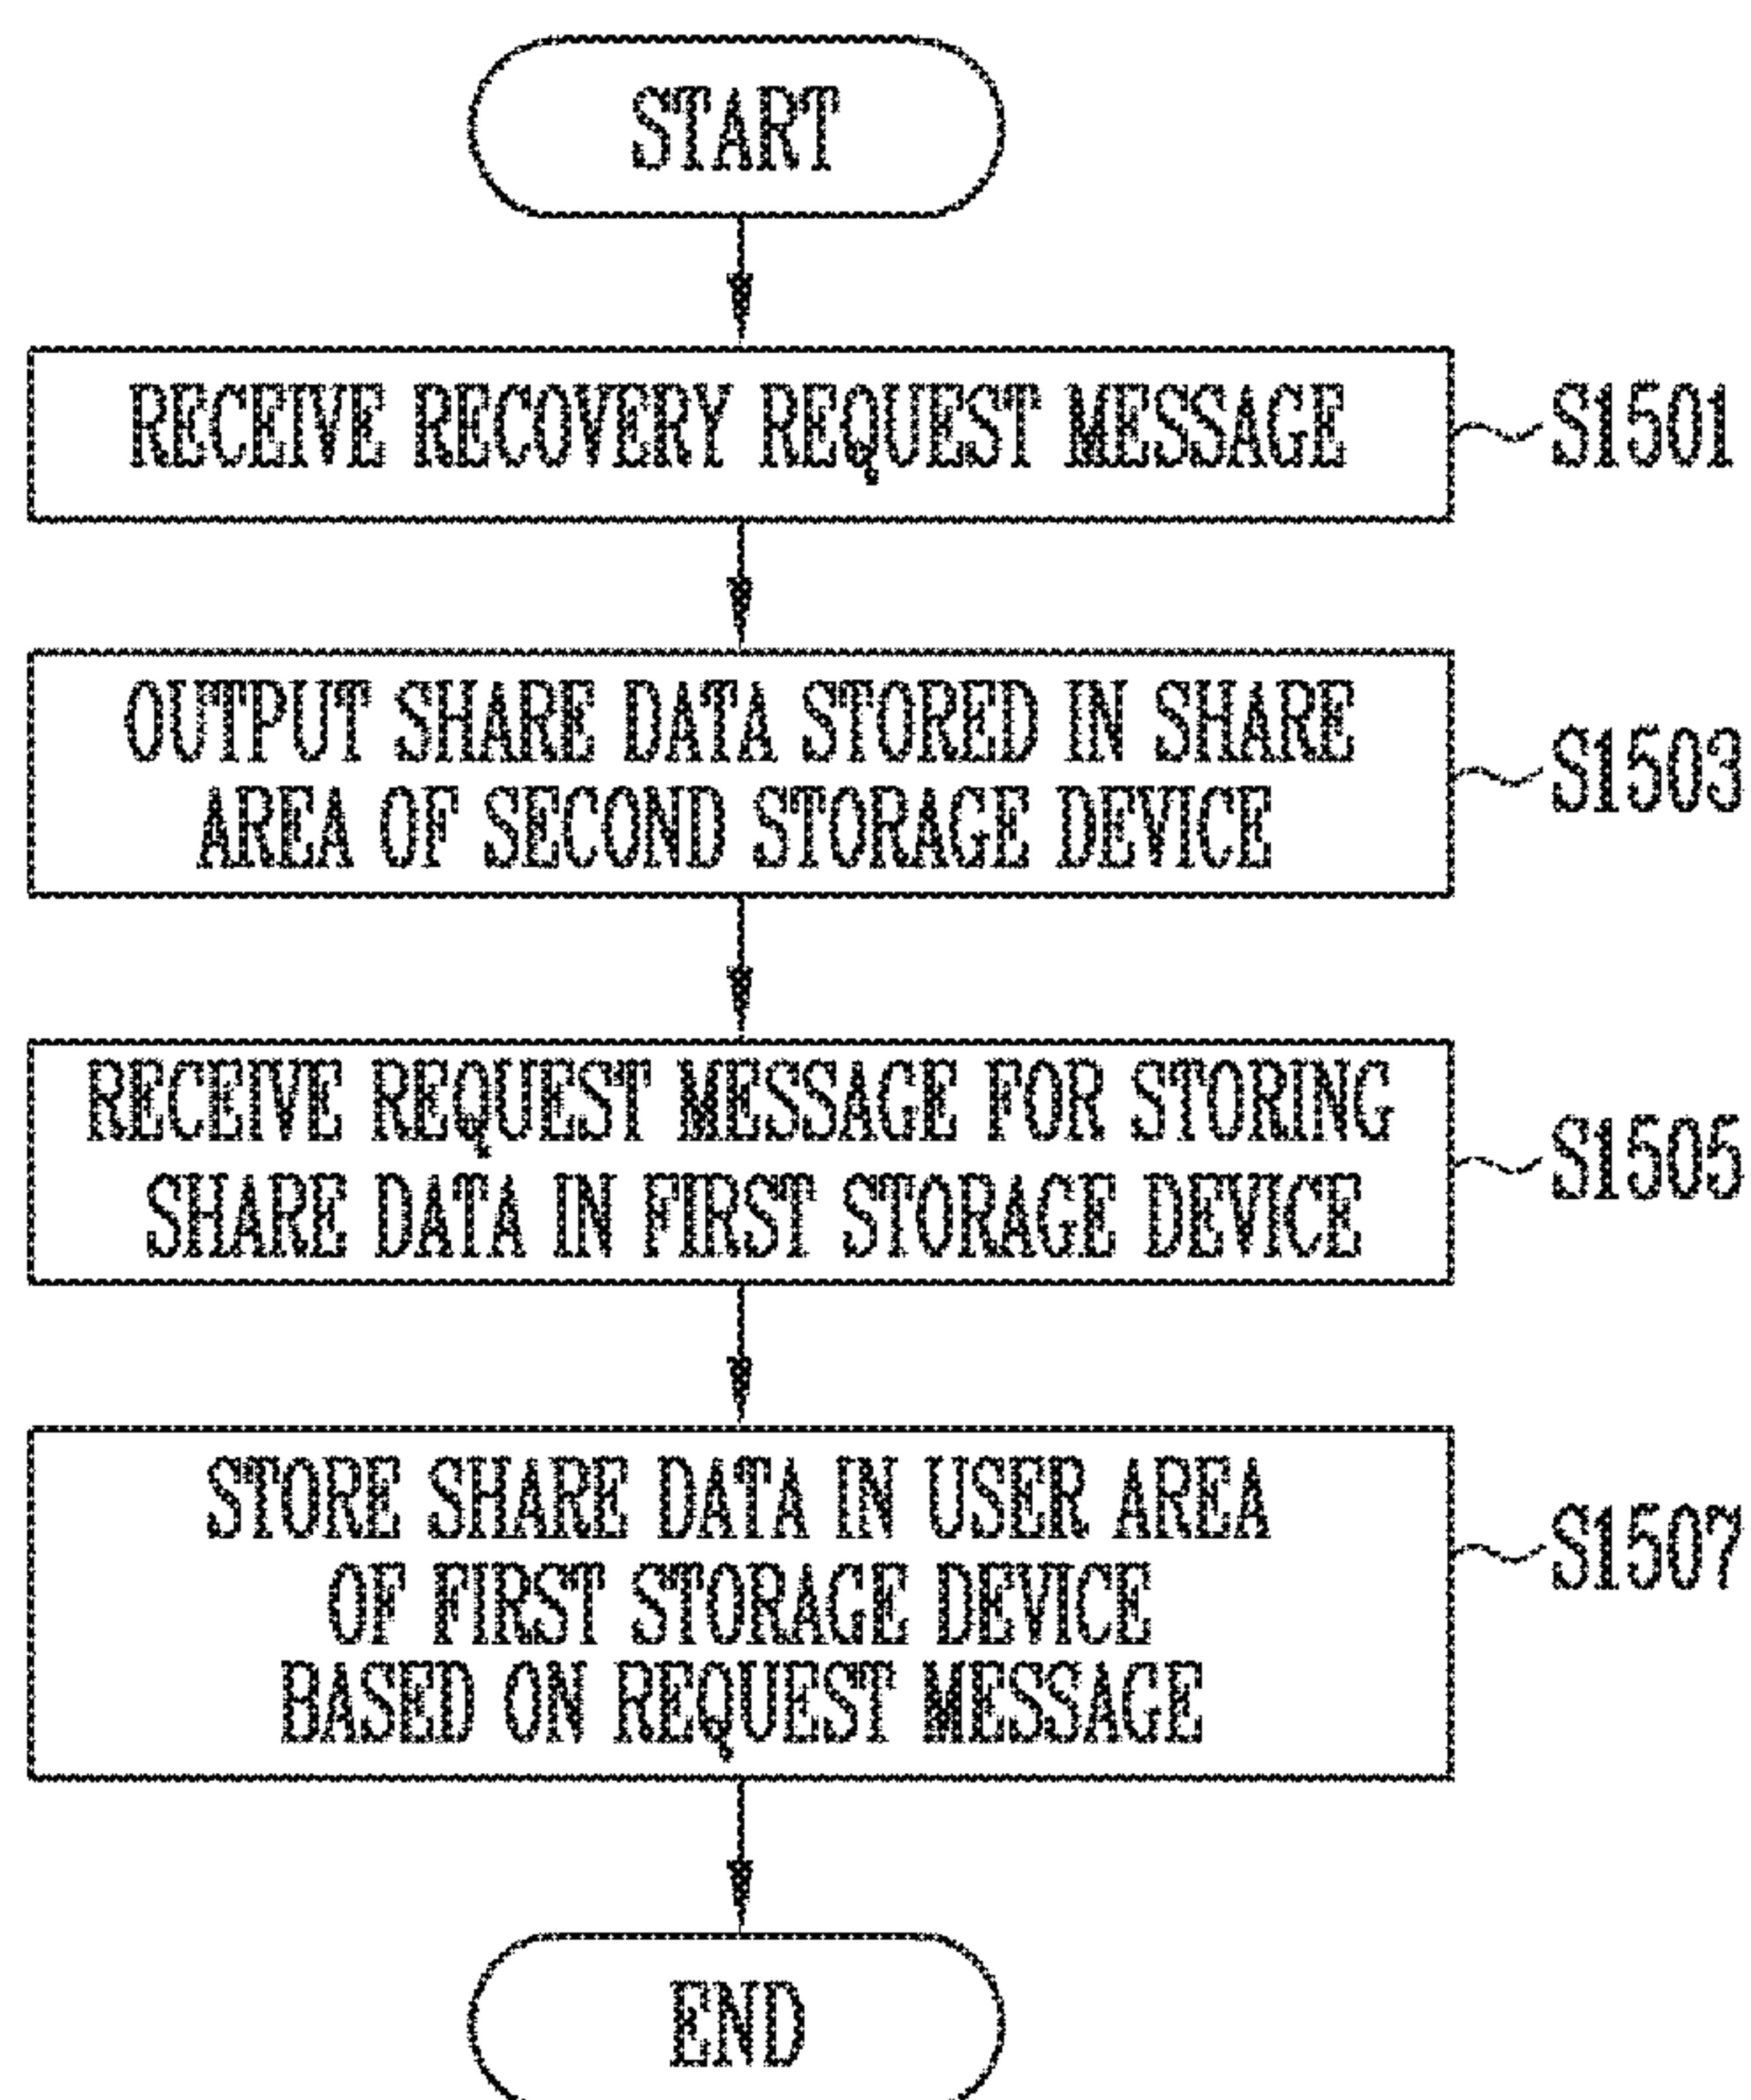 START
RECEIVE RECOVERY REQUEST MESSAGE
S1501
OUTPUT SHARE DATA STORED IN SHARE
AREA OF SECOND STORAGE DEVICE
S1503
RECEIVE REQUEST MESSAGE FOR STORING
SHARE DATA IN FIRST STORAGE DEVICE
S1505
STORE SHARE DATA IN USER AREA
OF FIRST STORAGE DEVICE
BASED ON REQUEST MESSAGE
S1507
END